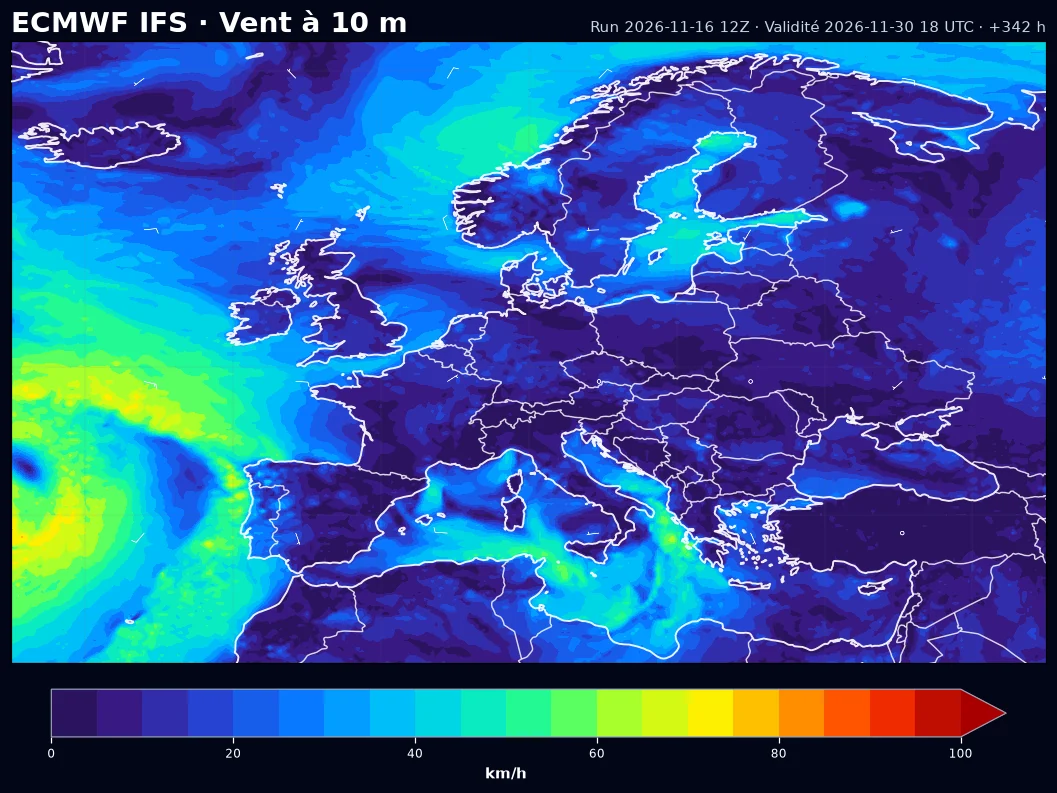 ECMWF IFS · Vent à 10 m
Run 2026-11-16 12Z · Validité 2026-11-30 18 UTC · +342 h
0 20 40 60 80 100
km/h